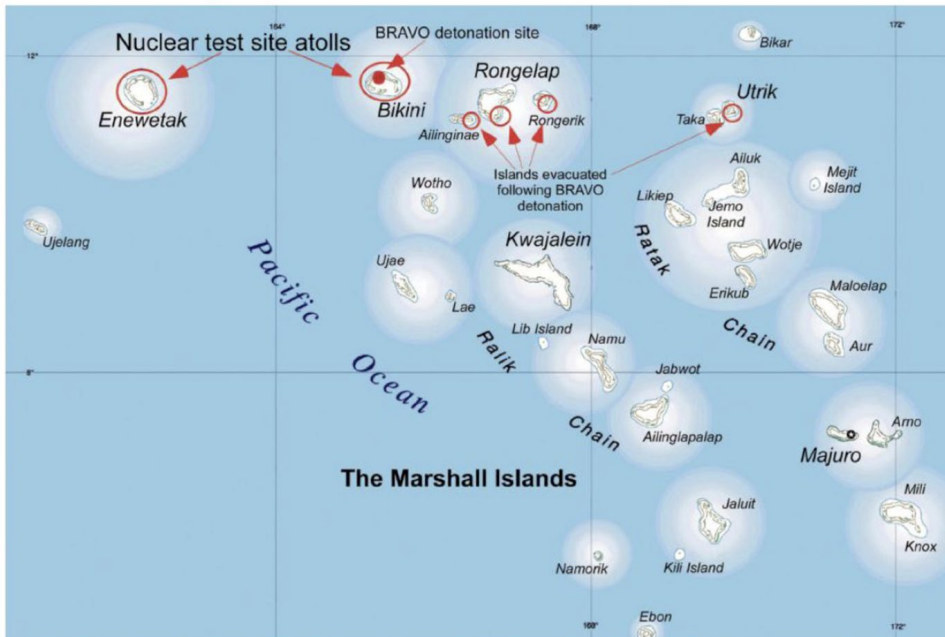 164°
168°
172°
12°
Nuclear test site atolls
BRAVO detonation site
Bikar
Rongelap
Enewetak
Bikini
Utrik
Taka
Ailinginae
Rongerik
Islands evacuated
following BRAVO
detonation
Ailuk
Mejit
Island
Wotho
Likiep
Jemo
Island
Ujelang
Pacific
Ocean
Kwajalein
Ratak
Chain
Wotje
Ujae
Erikub
Maloelap
Lae
Lib Island
Ralik
Chain
Namu
Aur
8°
Jabwot
Ailinglapalap
Arno
Majuro
The Marshall Islands
Jaluit
Mili
Knox
Namorik
Kili Island
Ebon
168°
172°